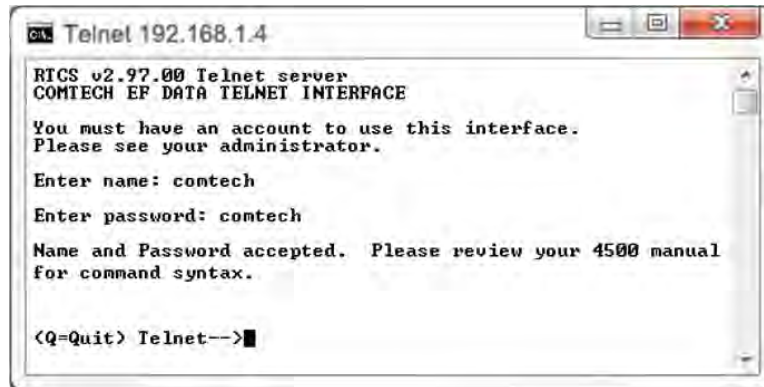 Telnet 192.168.1.4
RTCS v2.97.00 Telnet server
COMTECH EF DATA TELNET INTERFACE
You must have an account to use this interface.
Please see your administrator.
Enter name: comtech
Enter password: comtech
Name and Password accepted.  Please review your 4500 manual
for command syntax.
(Q=Quit) Telnet-->